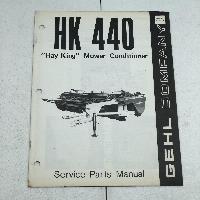 HK 440
"Hay King" Mower Conditioner
GEHL COMPANY
Service Parts Manual